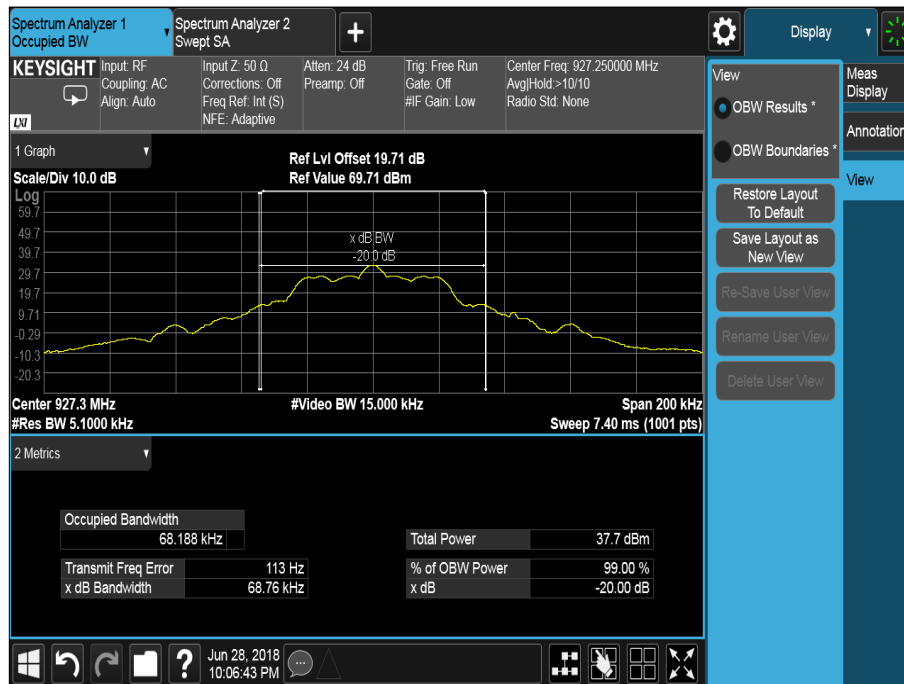 Spectrum Analyzer 1
Occupied BW
Spectrum Analyzer 2
Swept SA
Display
KEYSIGHT
LXI
Input: RF
Coupling: AC
Align: Auto
Input Z: 50 Ω
Corrections: Off
Freq Ref: Int (S)
NFE: Adaptive
Atten: 24 dB
Preamp: Off
Trig: Free Run
Gate: Off
#IF Gain: Low
Center Freq: 927.250000 MHz
Avg|Hold:>10/10
Radio Std: None
View
OBW Results *
OBW Boundaries *
Restore Layout
To Default
Save Layout as
New View
Re-Save User View
Rename User View
Delete User View
Meas
Display
Annotation
View
1 Graph
Scale/Div 10.0 dB
Ref Lvl Offset 19.71 dB
Ref Value 69.71 dBm
Log
59.7
49.7
39.7
29.7
19.7
9.71
-0.29
-10.3
-20.3
x dB BW
-20.0 dB
Center 927.3 MHz
#Video BW 15.000 kHz
Span 200 kHz
#Res BW 5.1000 kHz
Sweep 7.40 ms (1001 pts)
2 Metrics
Occupied Bandwidth
68.188 kHz
Transmit Freq Error 113 Hz
x dB Bandwidth 68.76 kHz
Total Power 37.7 dBm
% of OBW Power 99.00 %
x dB -20.00 dB
?
Jun 28, 2018
10:06:43 PM